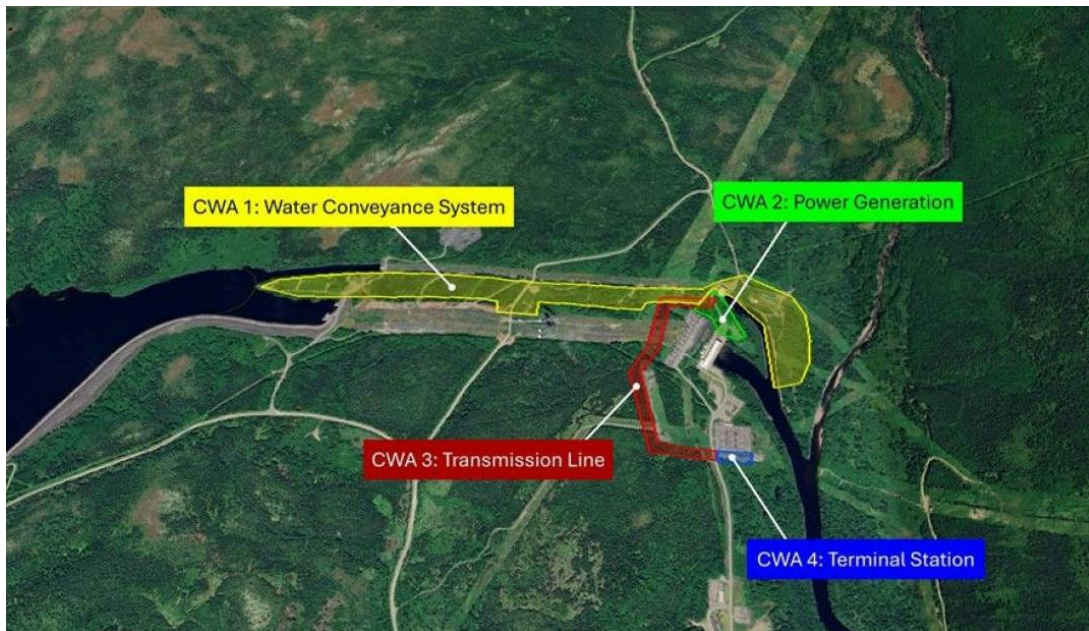 CWA 1: Water Conveyance System
CWA 2: Power Generation
CWA 3: Transmission Line
CWA 4: Terminal Station